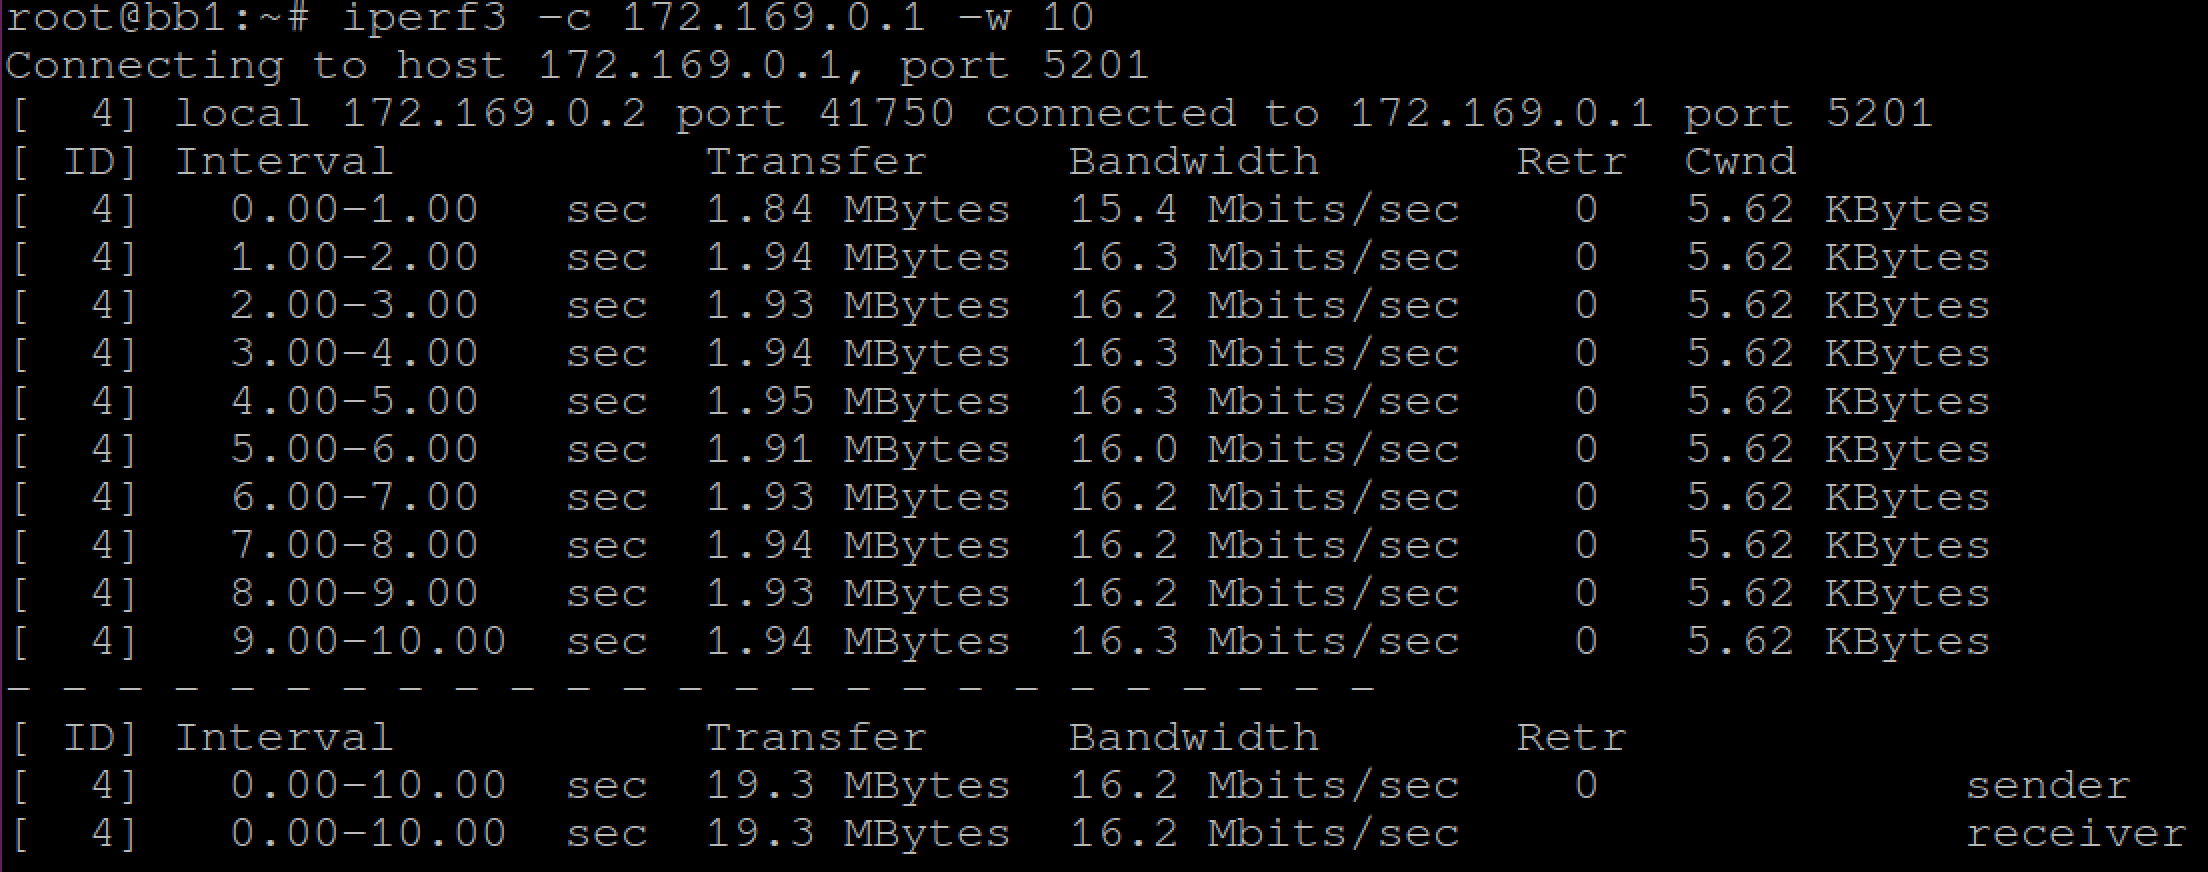 root@bb1:~# iperf3 -c 172.169.0.1 -w 10
Connecting to host 172.169.0.1, port 5201
[  4] local 172.169.0.2 port 41750 connected to 172.169.0.1 port 5201
[ ID] Interval           Transfer     Bandwidth       Retr  Cwnd
[  4]   0.00-1.00   sec  1.84 MBytes  15.4 Mbits/sec    0   5.62 KBytes
[  4]   1.00-2.00   sec  1.94 MBytes  16.3 Mbits/sec    0   5.62 KBytes
[  4]   2.00-3.00   sec  1.93 MBytes  16.2 Mbits/sec    0   5.62 KBytes
[  4]   3.00-4.00   sec  1.94 MBytes  16.3 Mbits/sec    0   5.62 KBytes
[  4]   4.00-5.00   sec  1.95 MBytes  16.3 Mbits/sec    0   5.62 KBytes
[  4]   5.00-6.00   sec  1.91 MBytes  16.0 Mbits/sec    0   5.62 KBytes
[  4]   6.00-7.00   sec  1.93 MBytes  16.2 Mbits/sec    0   5.62 KBytes
[  4]   7.00-8.00   sec  1.94 MBytes  16.2 Mbits/sec    0   5.62 KBytes
[  4]   8.00-9.00   sec  1.93 MBytes  16.2 Mbits/sec    0   5.62 KBytes
[  4]   9.00-10.00  sec  1.94 MBytes  16.3 Mbits/sec    0   5.62 KBytes
- - - - - - - - - - - - - - - - - - - - - - - - -
[ ID] Interval           Transfer     Bandwidth       Retr
[  4]   0.00-10.00  sec  19.3 MBytes  16.2 Mbits/sec    0             sender
[  4]   0.00-10.00  sec  19.3 MBytes  16.2 Mbits/sec                  receiver